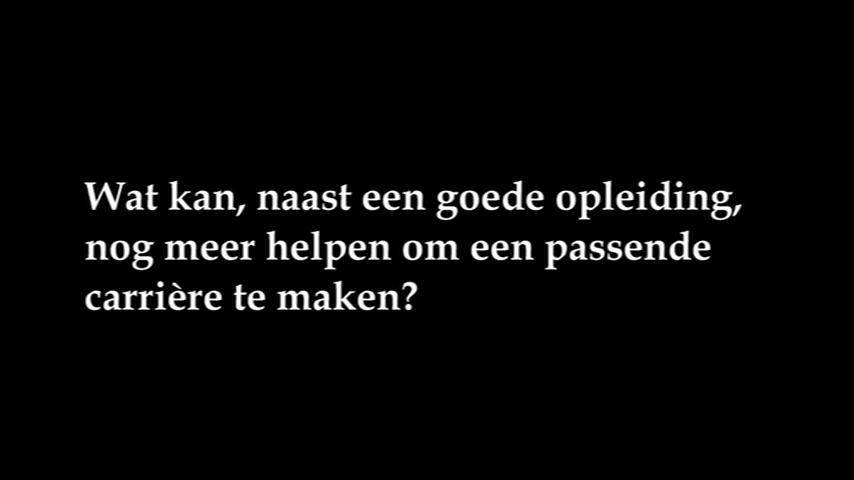 Wat kan, naast een goede opleiding,
nog meer helpen om een passende
carrière te maken?